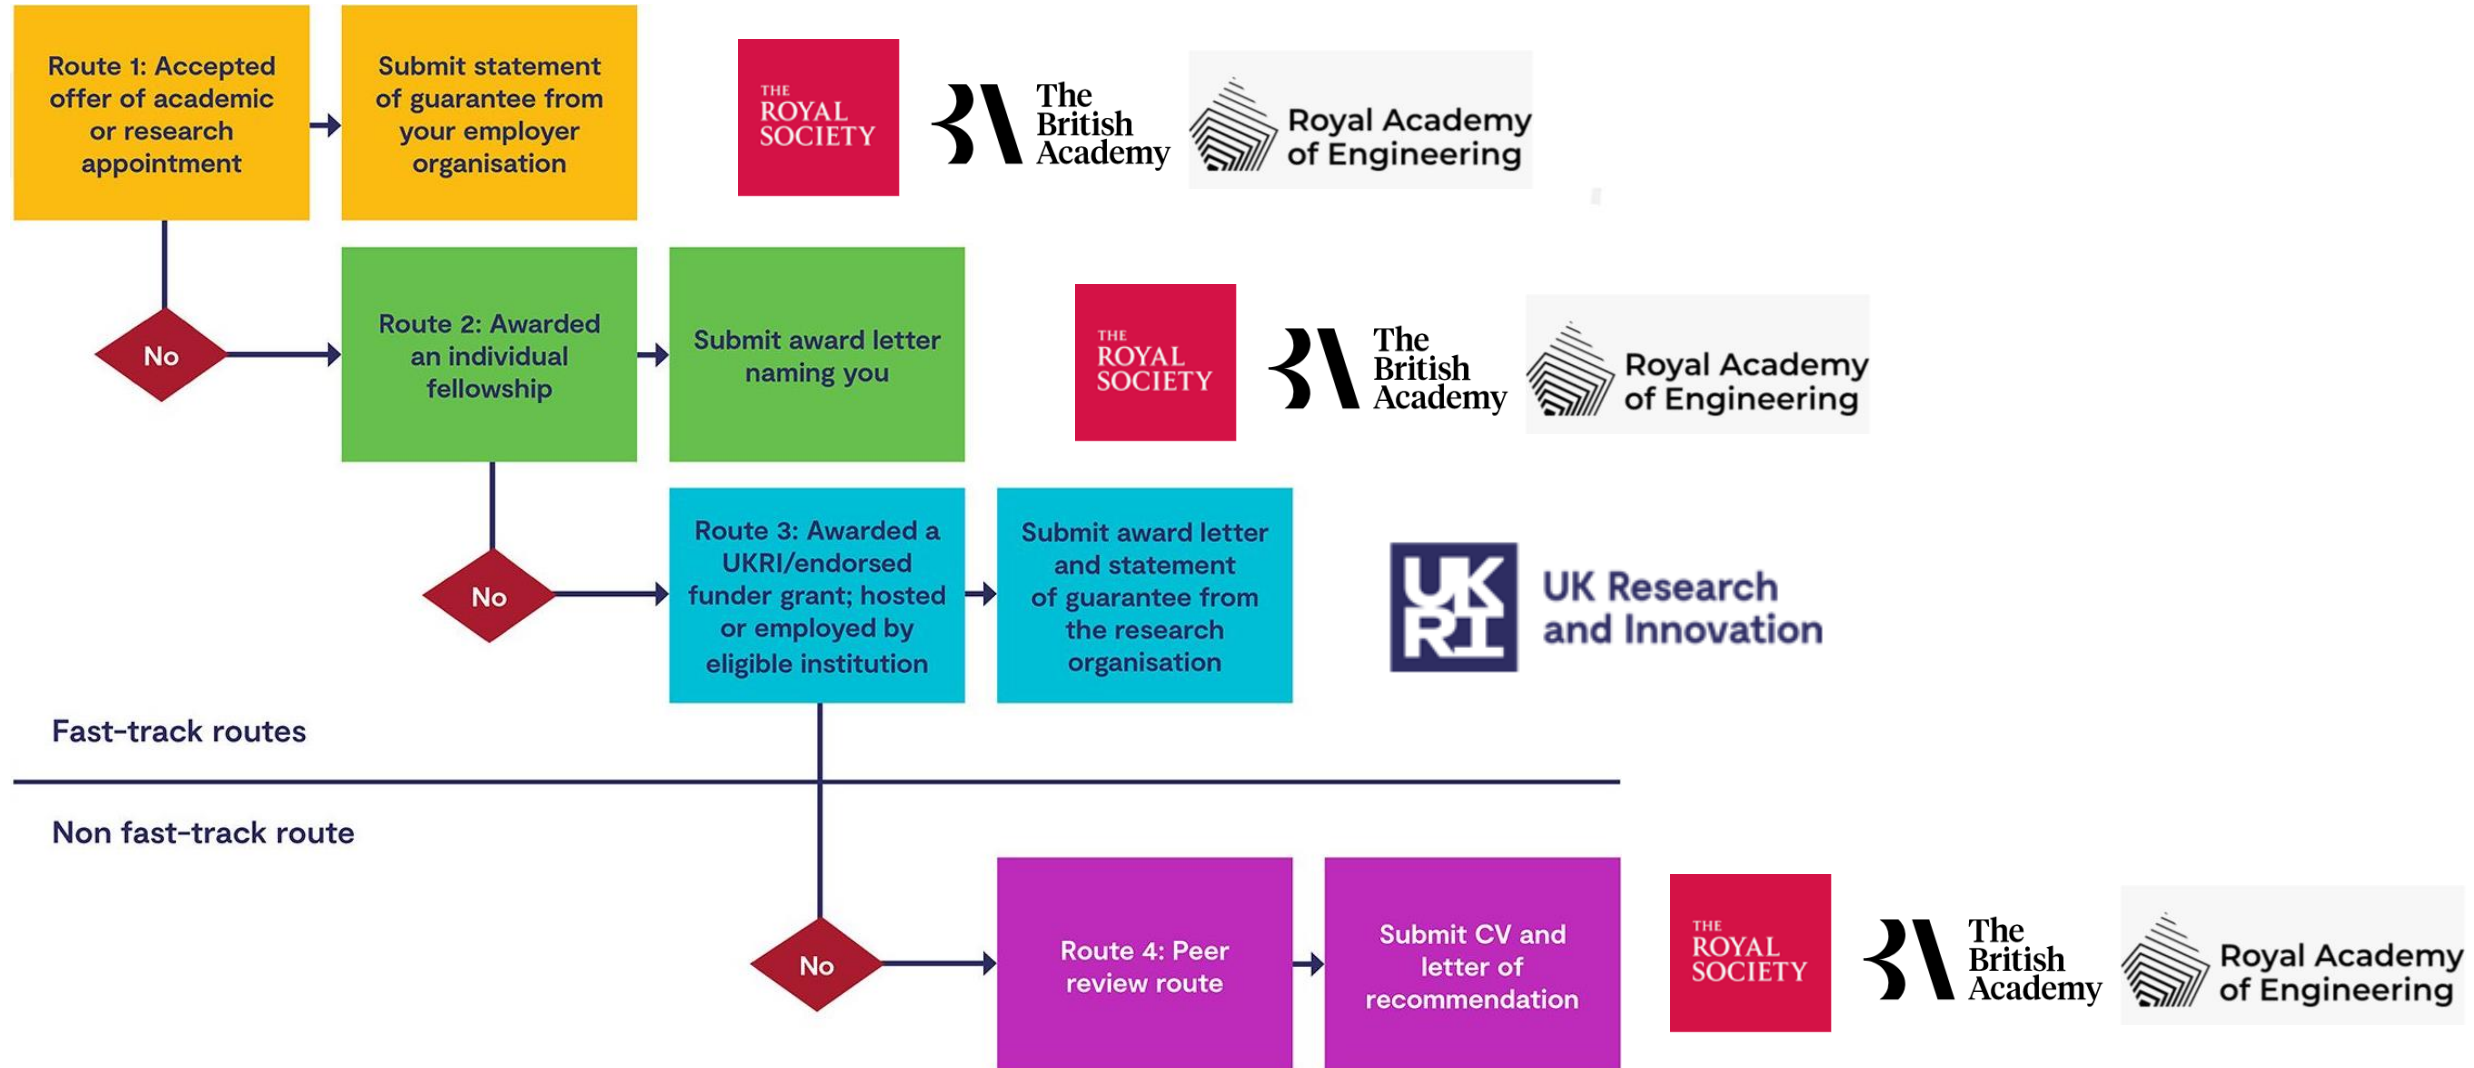 Route 1: Accepted
offer of academic
or research
appointment
Submit statement
of guarantee from
your employer
organisation
THE
ROYAL
SOCIETY
The
British
Academy
Royal Academy
of Engineering
No
Route 2: Awarded
an individual
fellowship
Submit award letter
naming you
THE
ROYAL
SOCIETY
The
British
Academy
Royal Academy
of Engineering
No
Route 3: Awarded a
UKRI/endorsed
funder grant; hosted
or employed by
eligible institution
Submit award letter
and statement
of guarantee from
the research
organisation
UK
RI
UK Research
and Innovation
Fast-track routes
Non fast-track route
No
Route 4: Peer
review route
Submit CV and
letter of
recommendation
THE
ROYAL
SOCIETY
The
British
Academy
Royal Academy
of Engineering